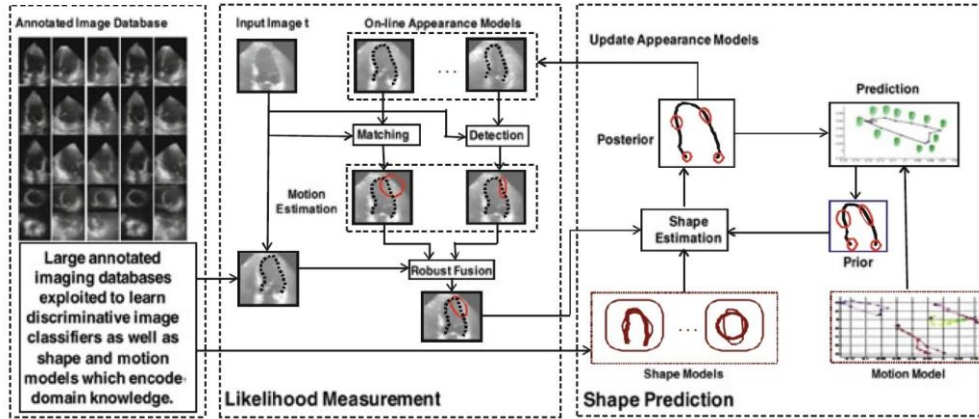 Annotated Image Database
Large annotated
imaging databases
exploited to learn
discriminative image
classifiers as well as
shape and motion
models which encode
domain knowledge.
Input Image t
On-line Appearance Models
...
Matching
Detection
Motion
Estimation
Robust Fusion
Likelihood Measurement
Update Appearance Models
Prediction
Posterior
Shape
Estimation
Prior
...
Shape Models
Motion Model
Shape Prediction